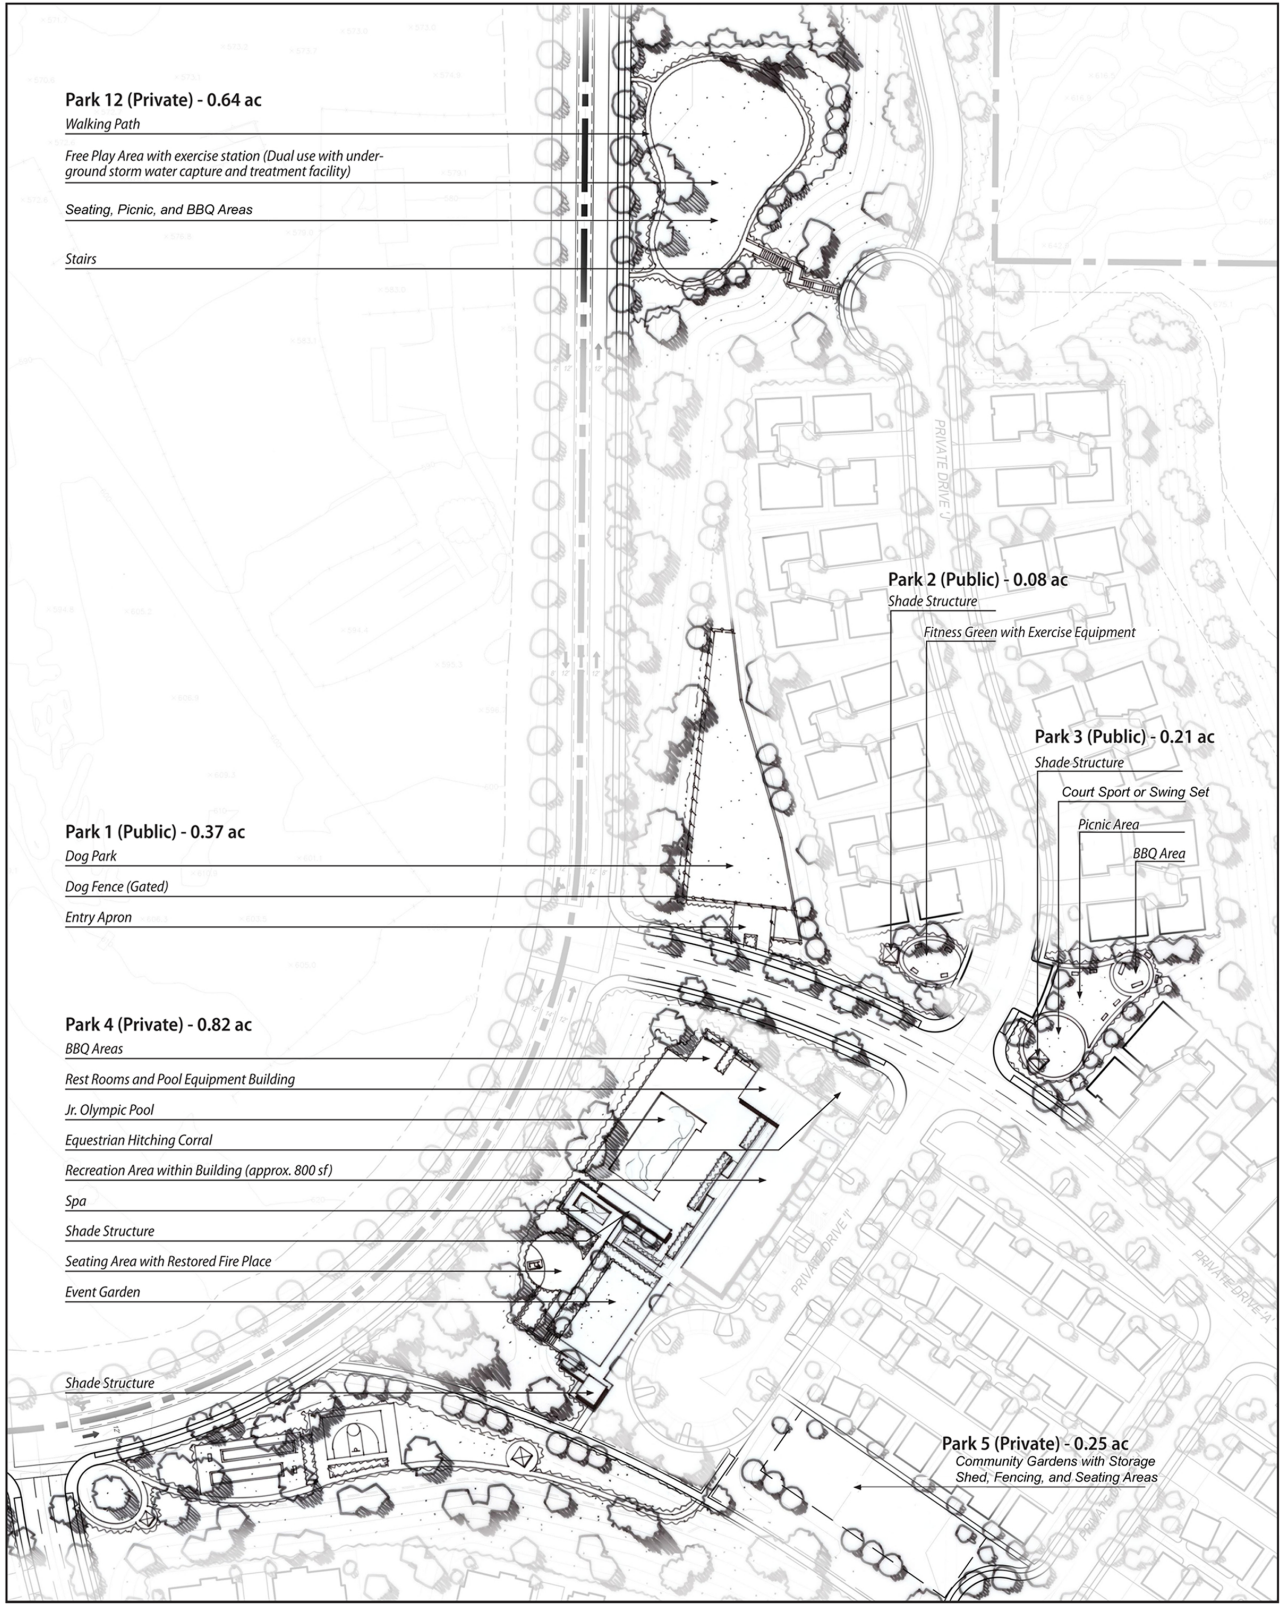 Park 12 (Private) - 0.64 ac
Walking Path
Free Play Area with exercise station (Dual use with under-
ground storm water capture and treatment facility)
Seating, Picnic, and BBQ Areas
Stairs
PRIVATE DRIVE 'J'
Park 2 (Public) - 0.08 ac
Shade Structure
Fitness Green with Exercise Equipment
Park 3 (Public) - 0.21 ac
Shade Structure
Court Sport or Swing Set
Picnic Area
BBQ Area
Park 1 (Public) - 0.37 ac
Dog Park
Dog Fence (Gated)
Entry Apron
Park 4 (Private) - 0.82 ac
BBQ Areas
Rest Rooms and Pool Equipment Building
Jr. Olympic Pool
Equestrian Hitching Corral
Recreation Area within Building (approx. 800 sf)
Spa
Shade Structure
Seating Area with Restored Fire Place
Event Garden
Shade Structure
PRIVATE DRIVE 'I'
PRIVATE DRIVE 'A'
Park 5 (Private) - 0.25 ac
Community Gardens with Storage
Shed, Fencing, and Seating Areas